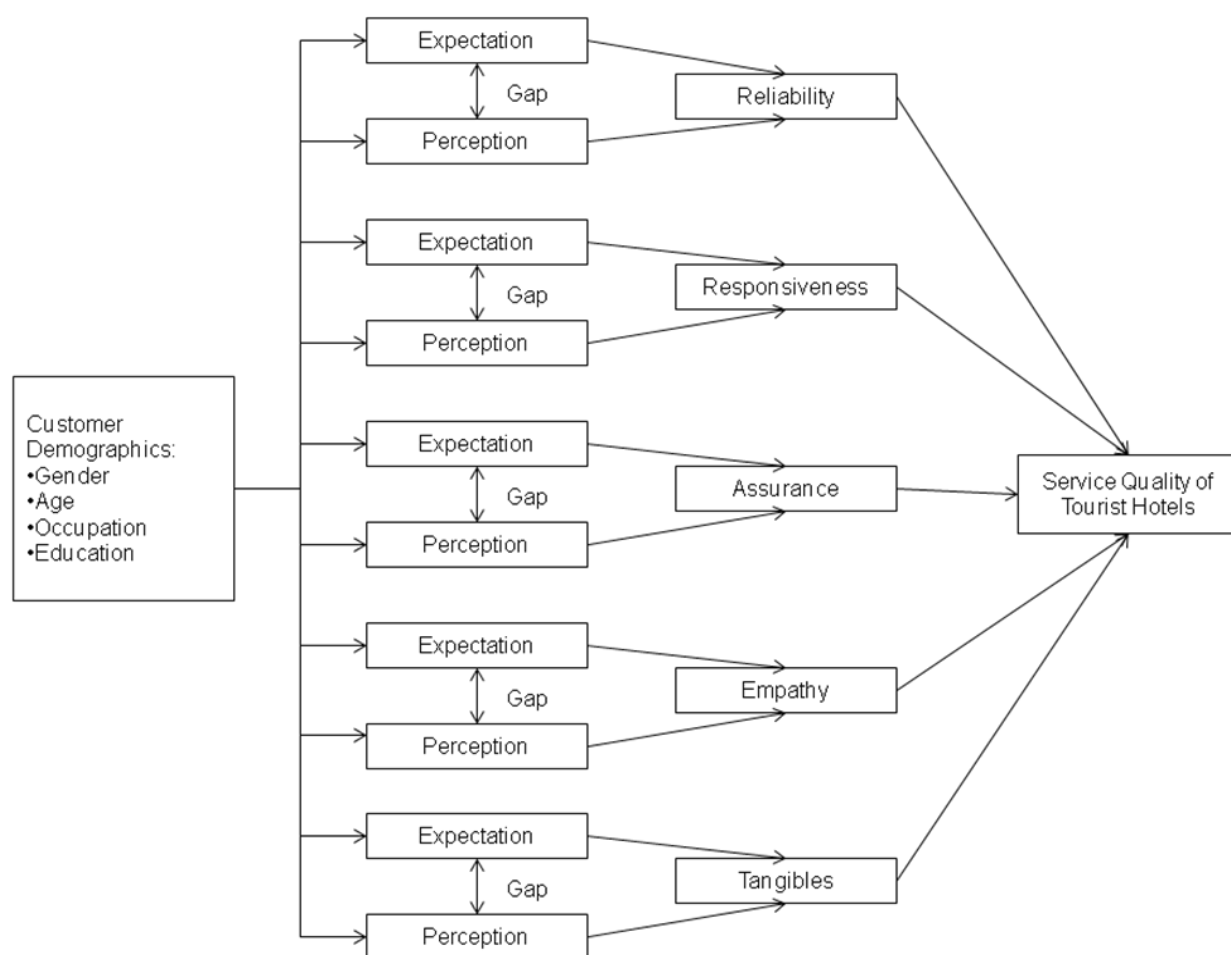 Expectation
Gap
Reliability
Perception
Expectation
Gap
Responsiveness
Perception
Customer
Demographics:
•Gender
•Age
•Occupation
•Education
Expectation
Gap
Assurance
Perception
Service Quality of
Tourist Hotels
Expectation
Gap
Empathy
Perception
Expectation
Gap
Tangibles
Perception